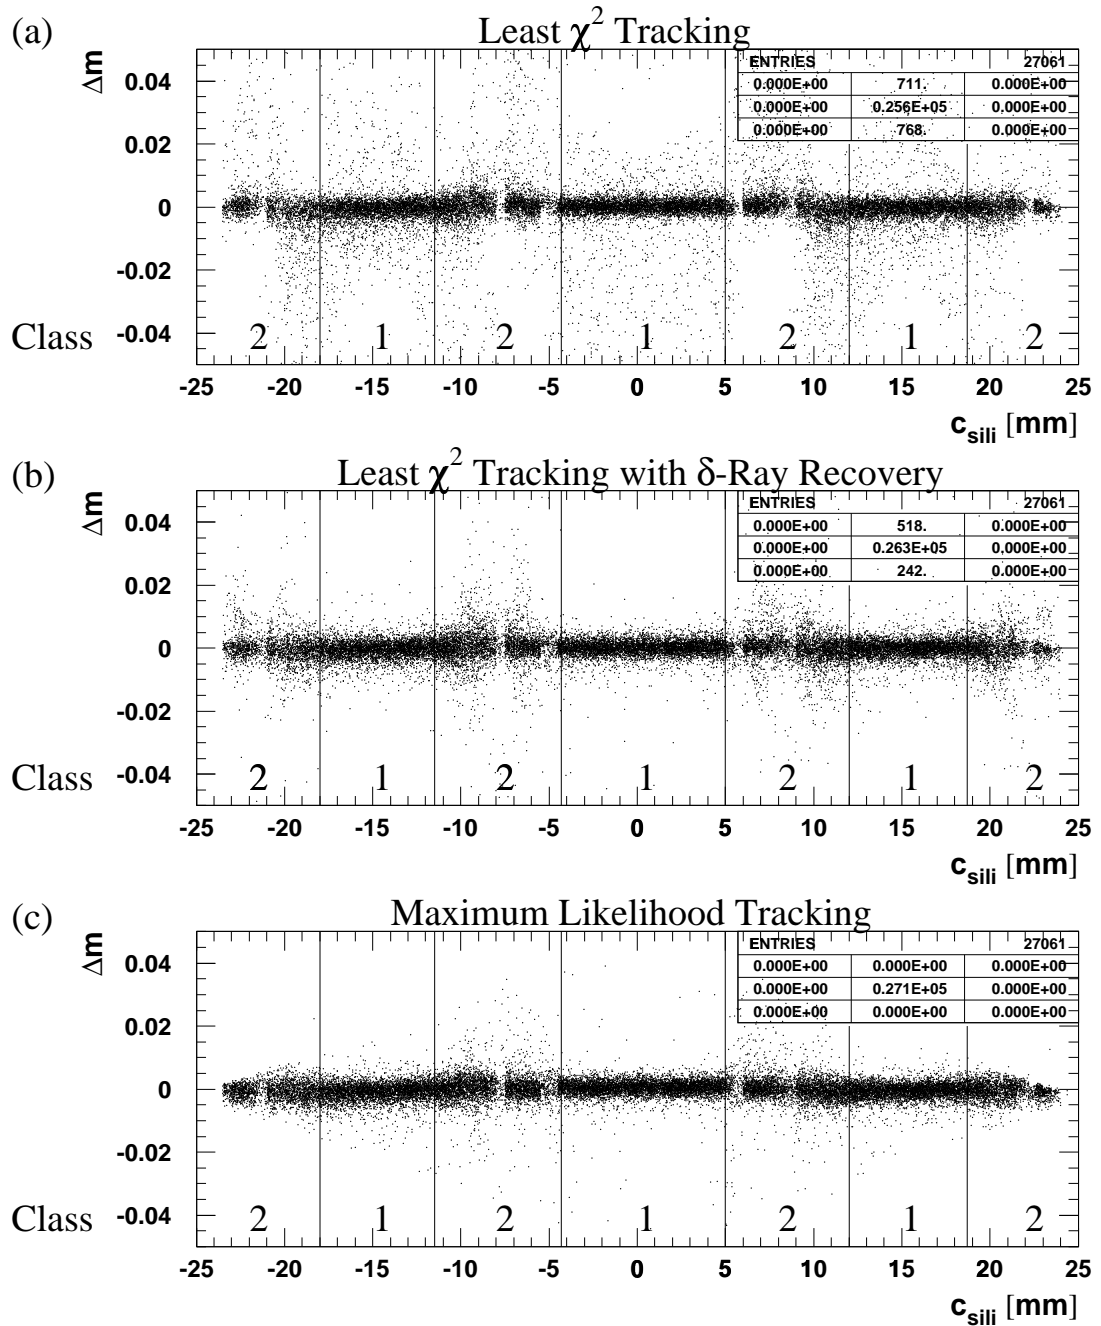 (a) Least χ² Tracking
Δm
ENTRIES 27061
0.000E+00 711. 0.000E+00
0.000E+00 0.256E+05 0.000E+00
0.000E+00 768. 0.000E+00
0.04
0.02
0
-0.02
-0.04
Class 2 1 2 1 2 1 2
-25 -20 -15 -10 -5 0 5 10 15 20 25
c_sili [mm]
(b) Least χ² Tracking with δ-Ray Recovery
Δm
ENTRIES 27061
0.000E+00 518. 0.000E+00
0.000E+00 0.263E+05 0.000E+00
0.000E+00 242. 0.000E+00
0.04
0.02
0
-0.02
-0.04
Class 2 1 2 1 2 1 2
-25 -20 -15 -10 -5 0 5 10 15 20 25
c_sili [mm]
(c) Maximum Likelihood Tracking
Δm
ENTRIES 27061
0.000E+00 0.000E+00 0.000E+00
0.000E+00 0.271E+05 0.000E+00
0.000E+00 0.000E+00 0.000E+00
0.04
0.02
0
-0.02
-0.04
Class 2 1 2 1 2 1 2
-25 -20 -15 -10 -5 0 5 10 15 20 25
c_sili [mm]